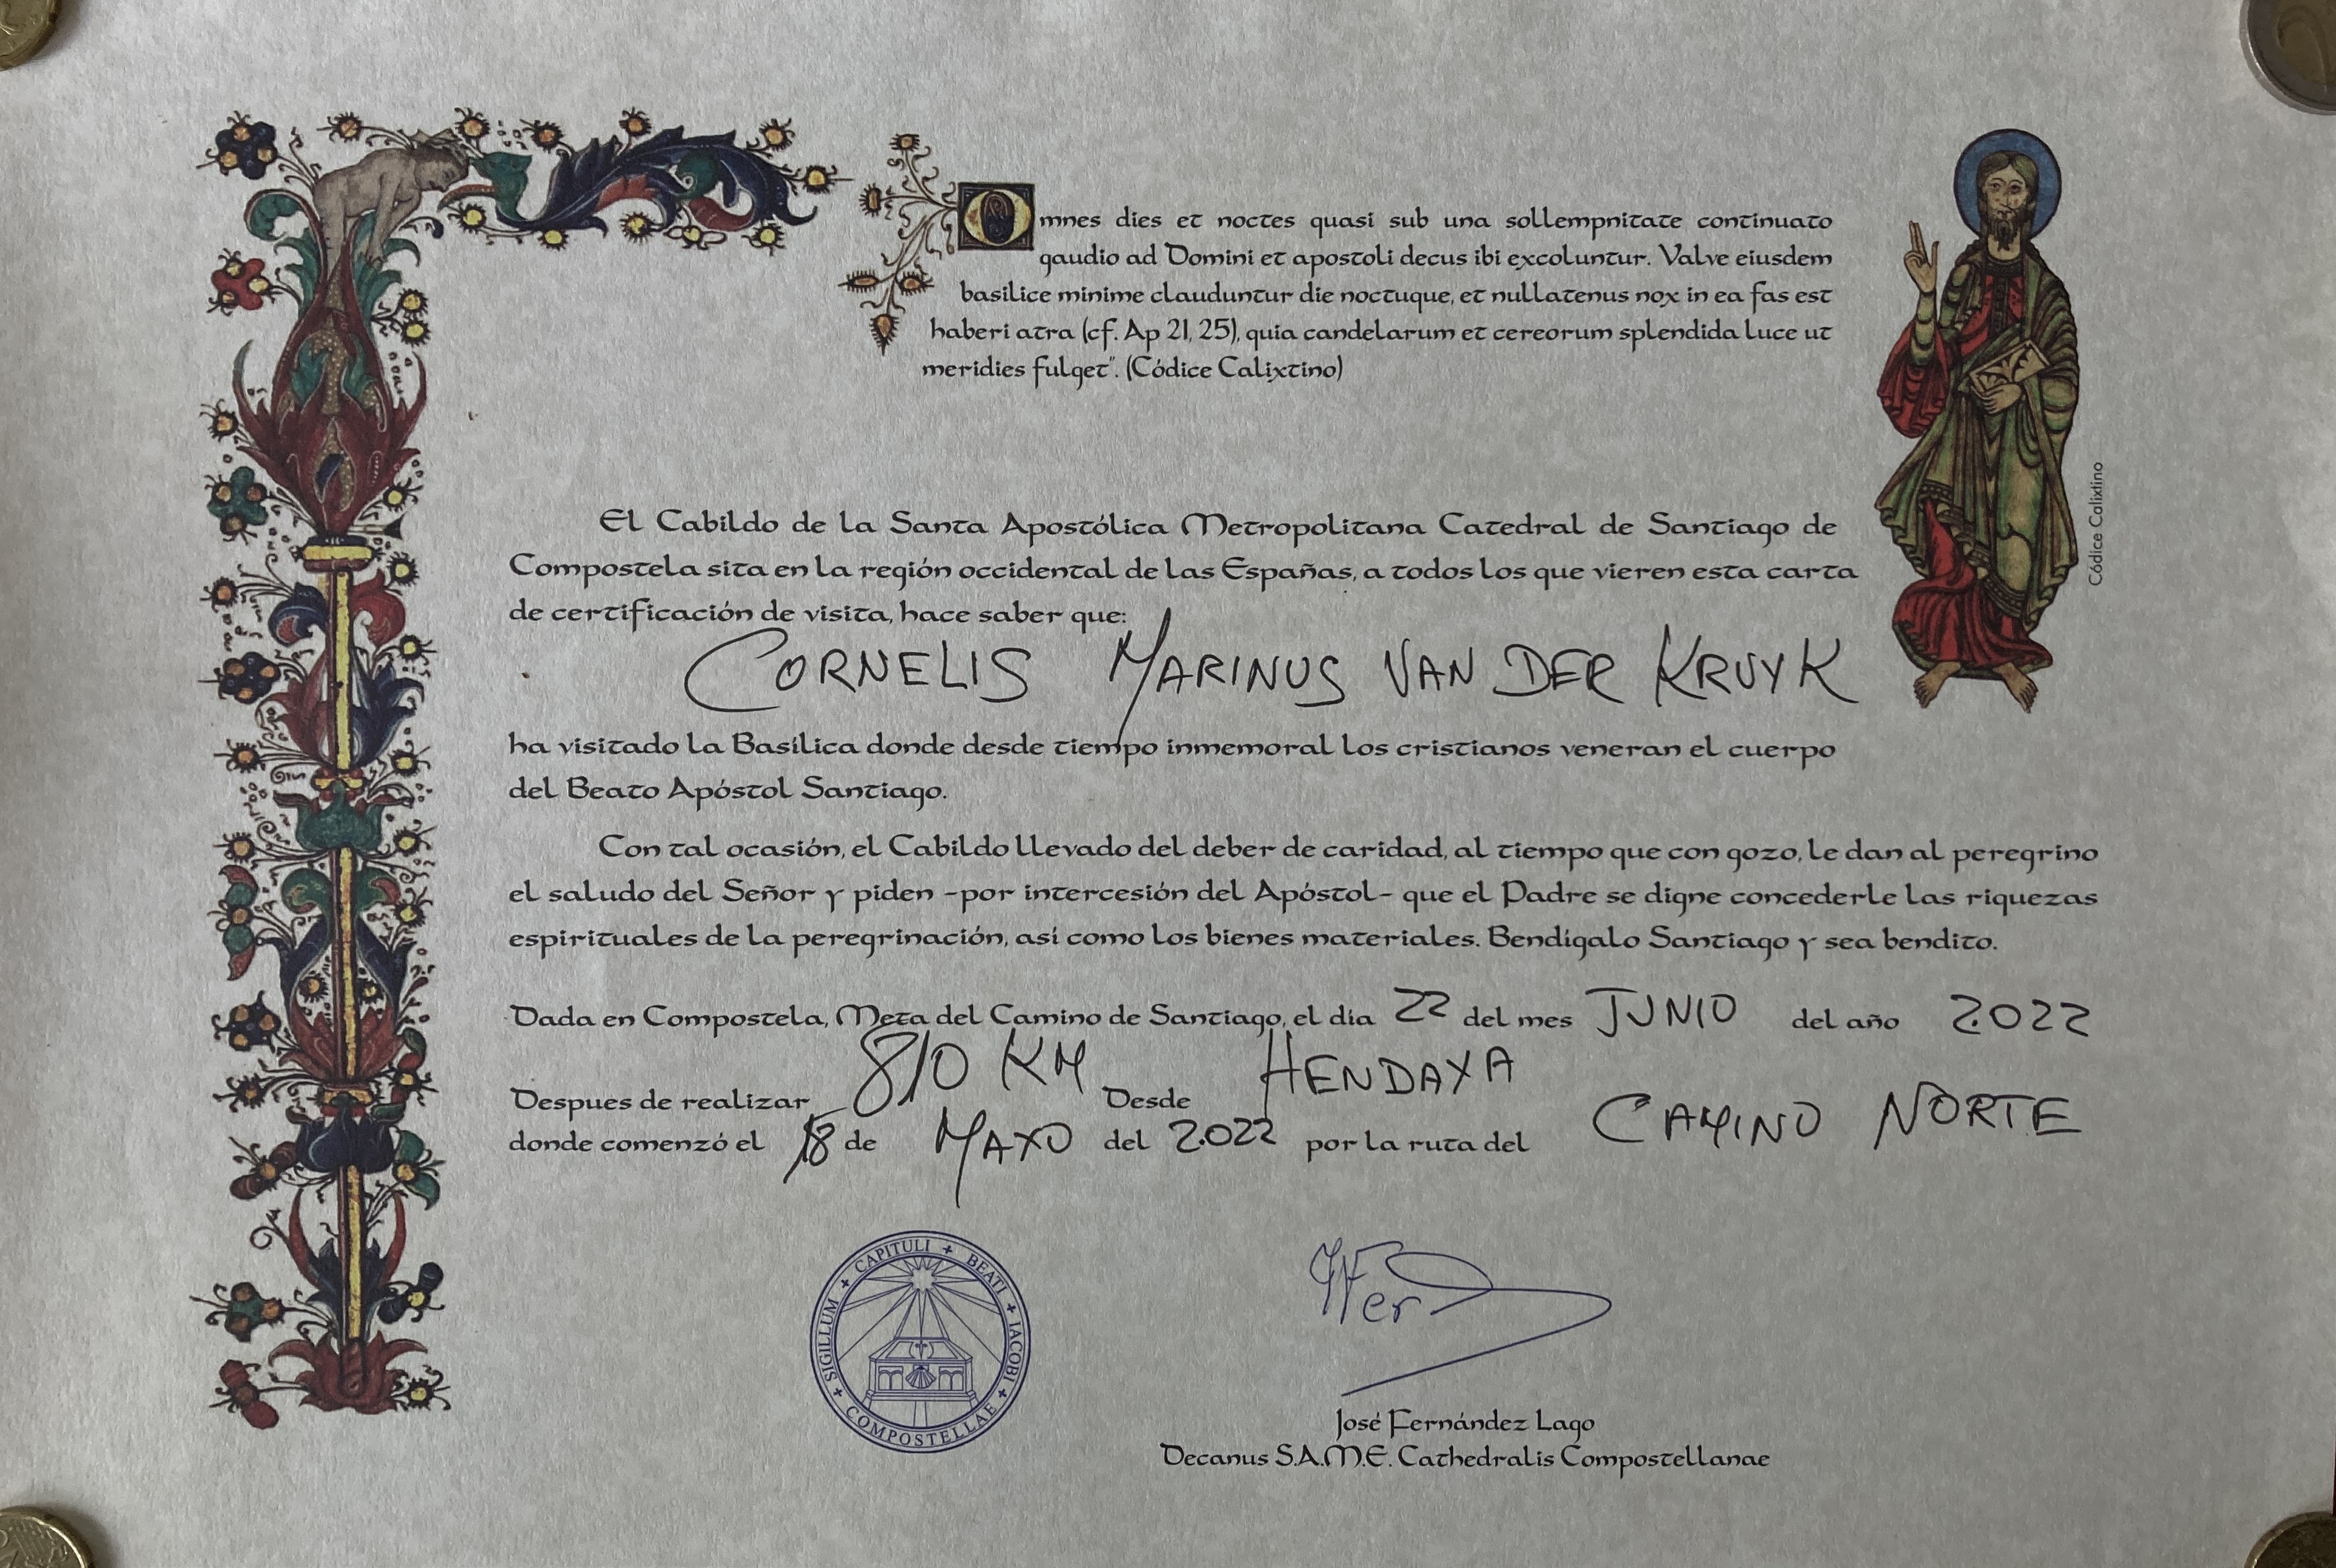 Omnes dies et noctes quasi sub una sollempnitate continuato
gaudio ad Domini et apostoli decus ibi excoluntur. Valve eiusdem
basilice minime clauduntur die noctuque, et nullatenus nox in ea fas est
haberi atra (cf. Ap 21, 25), quia candelarum et cereorum splendida luce ut
meridies fulget". (Códice Calixtino)
Códice Calixtino
El Cabildo de la Santa Apostólica Metropolitana Catedral de Santiago de
Compostela sita en la región occidental de las Españas, a todos los que vieren esta carta
de certificación de visita, hace saber que:
CORNELIS MARINUS VAN DER KRUYK
ha visitado la Basílica donde desde tiempo inmemoral los cristianos veneran el cuerpo
del Beato Apóstol Santiago.
Con tal ocasión, el Cabildo llevado del deber de caridad, al tiempo que con gozo, le dan al peregrino
el saludo del Señor y piden -por intercesión del Apóstol- que el Padre se digne concederle las riquezas
espirituales de la peregrinación, así como los bienes materiales. Bendígalo Santiago y sea bendito.
Dada en Compostela, Meta del Camino de Santiago, el día 22 del mes JUNIO del año 2.022
Despues de realizar 810 KM Desde HENDAYA
donde comenzó el 18 de MAYO del 2.022 por la ruta del CAMINO NORTE
SIGILLUM + CAPITULI + BEATI + IACOBI + COMPOSTELLAE +
José Fernández Lago
Decanus S.A.M.E. Cathedralis Compostellanae